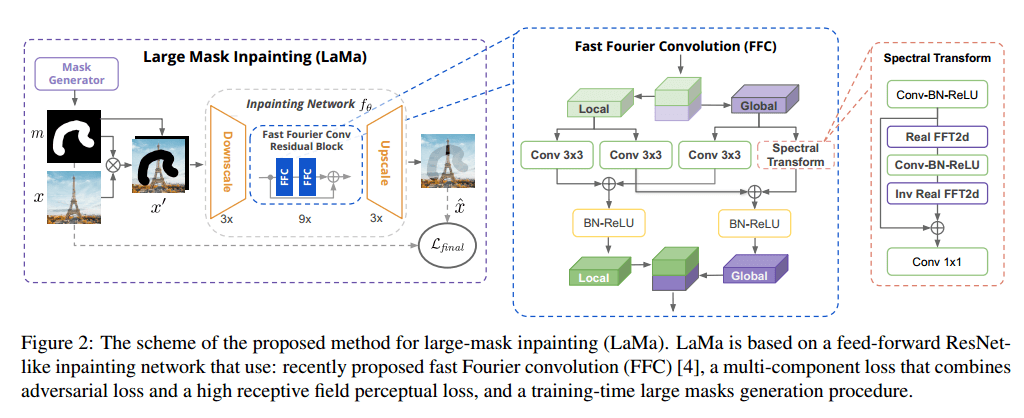 Large Mask Inpainting (LaMa)
Mask
Generator
m
x
x′
Inpainting Network fθ
Downscale
3x
Fast Fourier Conv
Residual Block
FFC
FFC
9x
Upscale
3x
x̂
ℒfinal
Fast Fourier Convolution (FFC)
Local
Global
Conv 3x3
Conv 3x3
Conv 3x3
Spectral
Transform
BN-ReLU
BN-ReLU
Local
Global
Spectral Transform
Conv-BN-ReLU
Real FFT2d
Conv-BN-ReLU
Inv Real FFT2d
Conv 1x1
Figure 2: The scheme of the proposed method for large-mask inpainting (LaMa). LaMa is based on a feed-forward ResNet-
like inpainting network that use: recently proposed fast Fourier convolution (FFC) [4], a multi-component loss that combines
adversarial loss and a high receptive field perceptual loss, and a training-time large masks generation procedure.